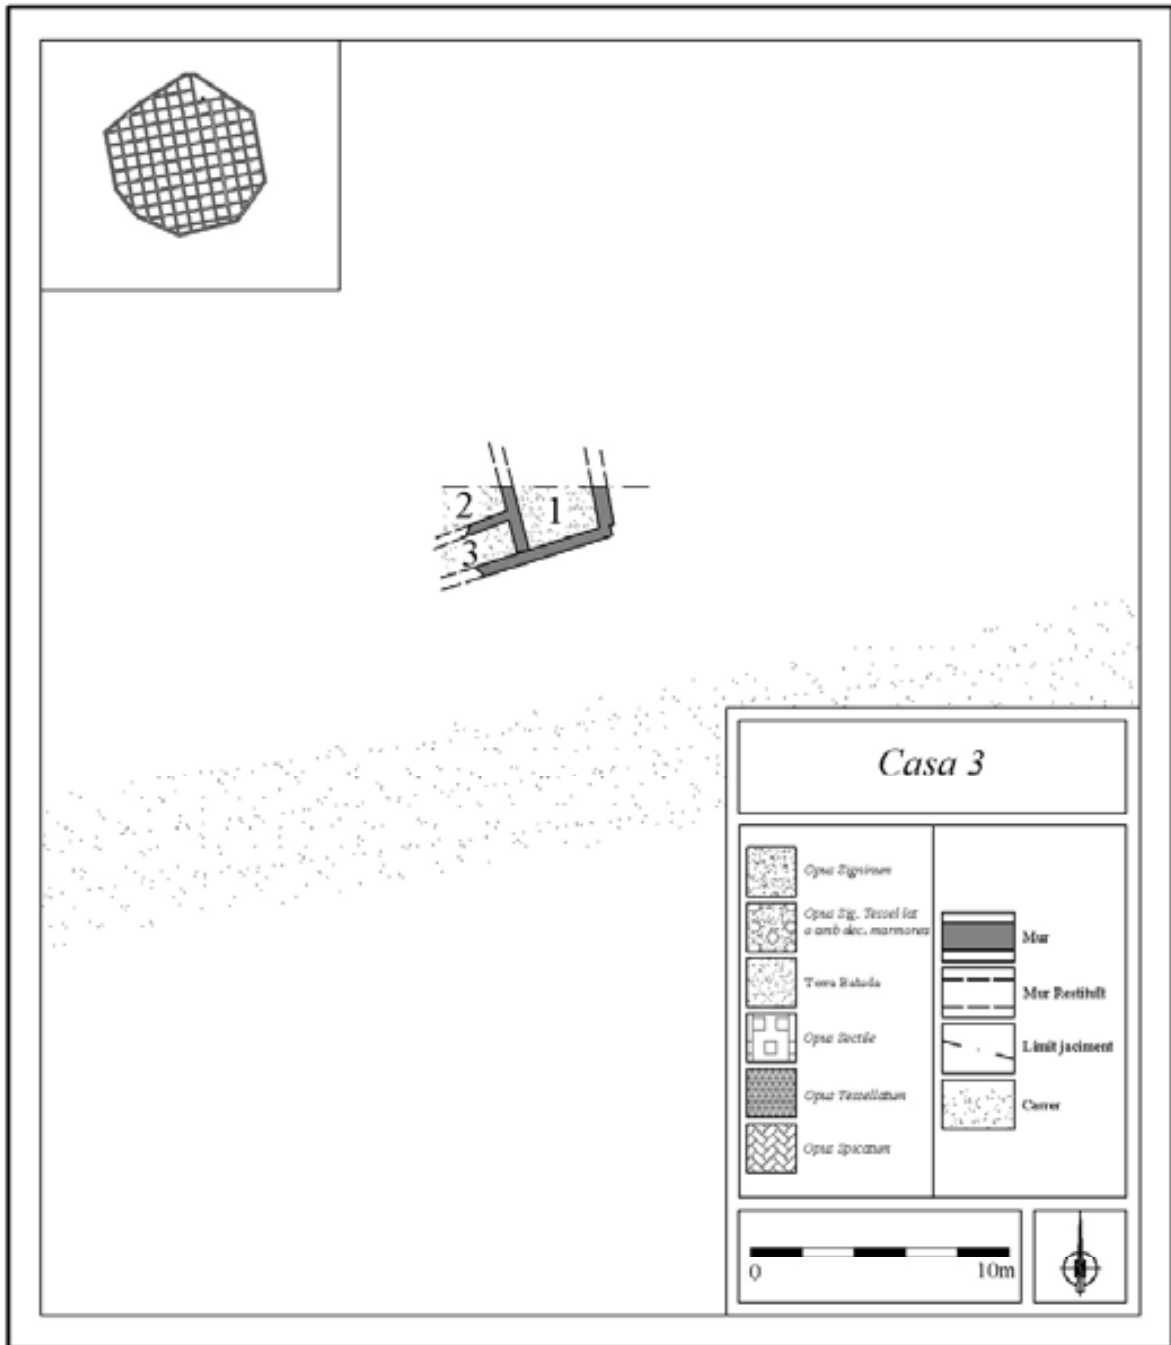 2
1
3
Casa 3
Opus Signinum
Opus Sig. Tessel·lat
o amb dec. marmorea
Terra Batuda
Opus Sectile
Opus Tessellatum
Opus Spicatum
Mur
Mur Restituït
Límit jaciment
Carrer
0 10m